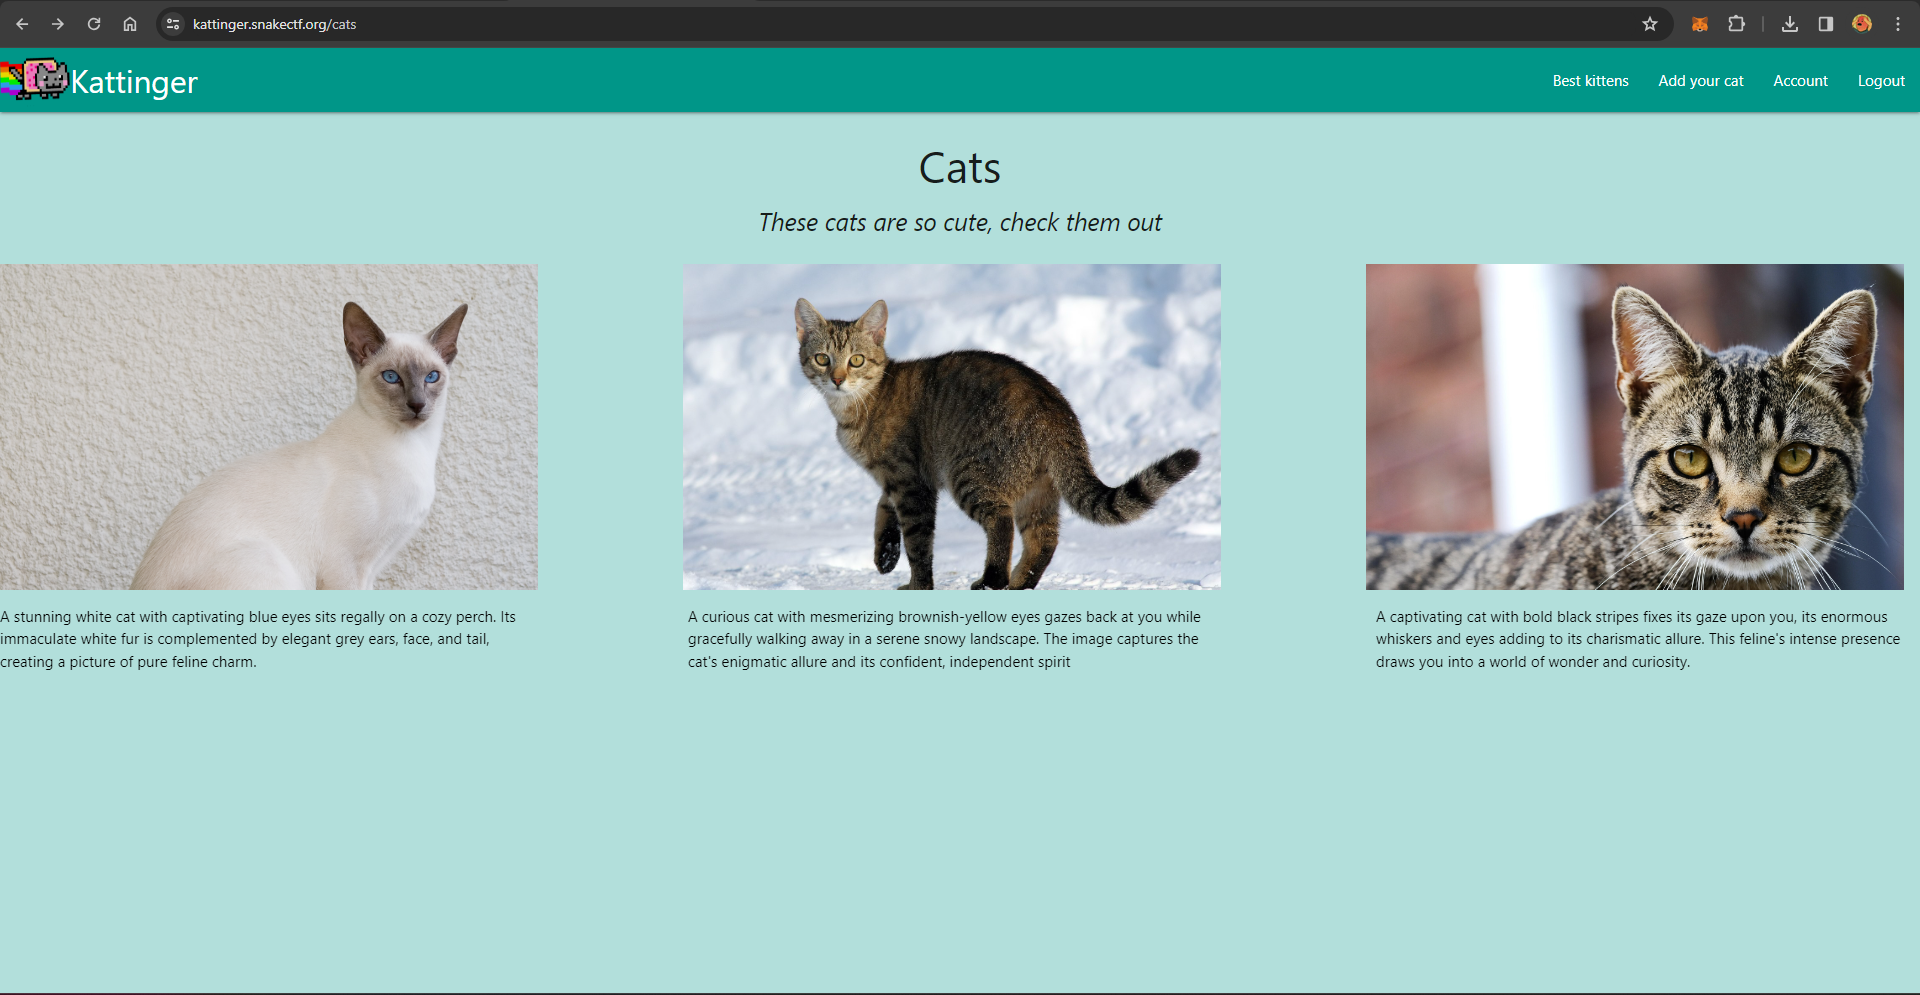 kattinger.snakectf.org/cats
Kattinger
Best kittens Add your cat Account Logout
Cats
These cats are so cute, check them out
A stunning white cat with captivating blue eyes sits regally on a cozy perch. Its
immaculate white fur is complemented by elegant grey ears, face, and tail,
creating a picture of pure feline charm.
A curious cat with mesmerizing brownish-yellow eyes gazes back at you while
gracefully walking away in a serene snowy landscape. The image captures the
cat's enigmatic allure and its confident, independent spirit
A captivating cat with bold black stripes fixes its gaze upon you, its enormous
whiskers and eyes adding to its charismatic allure. This feline's intense presence
draws you into a world of wonder and curiosity.